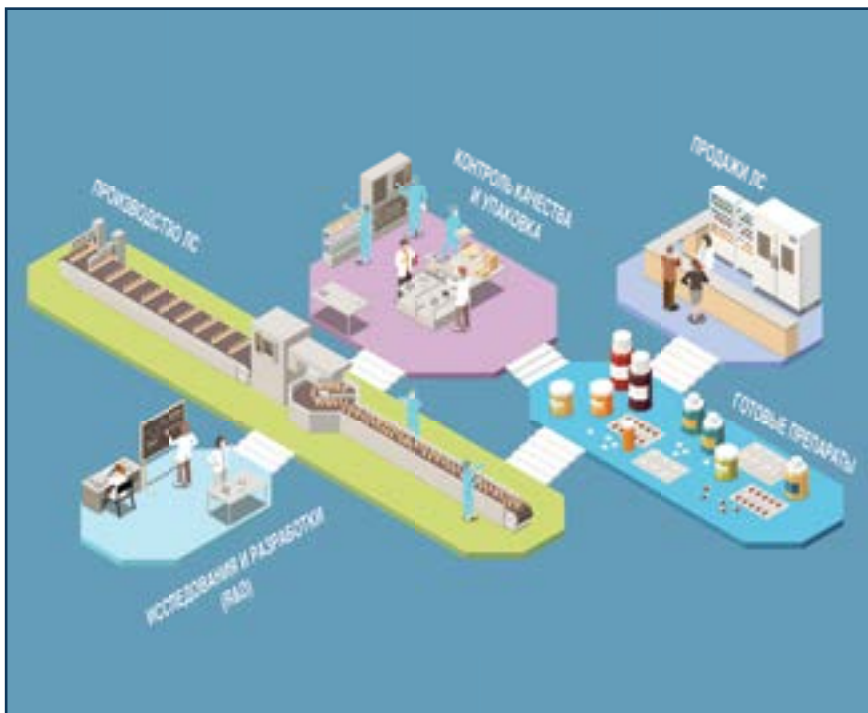 ПРОИЗВОДСТВО ЛС
КОНТРОЛЬ КАЧЕСТВА
И УПАКОВКА
ПРОДАЖИ ЛС
ГОТОВЫЕ ПРЕПАРАТЫ
ИССЛЕДОВАНИЯ И РАЗРАБОТКИ
(R&D)